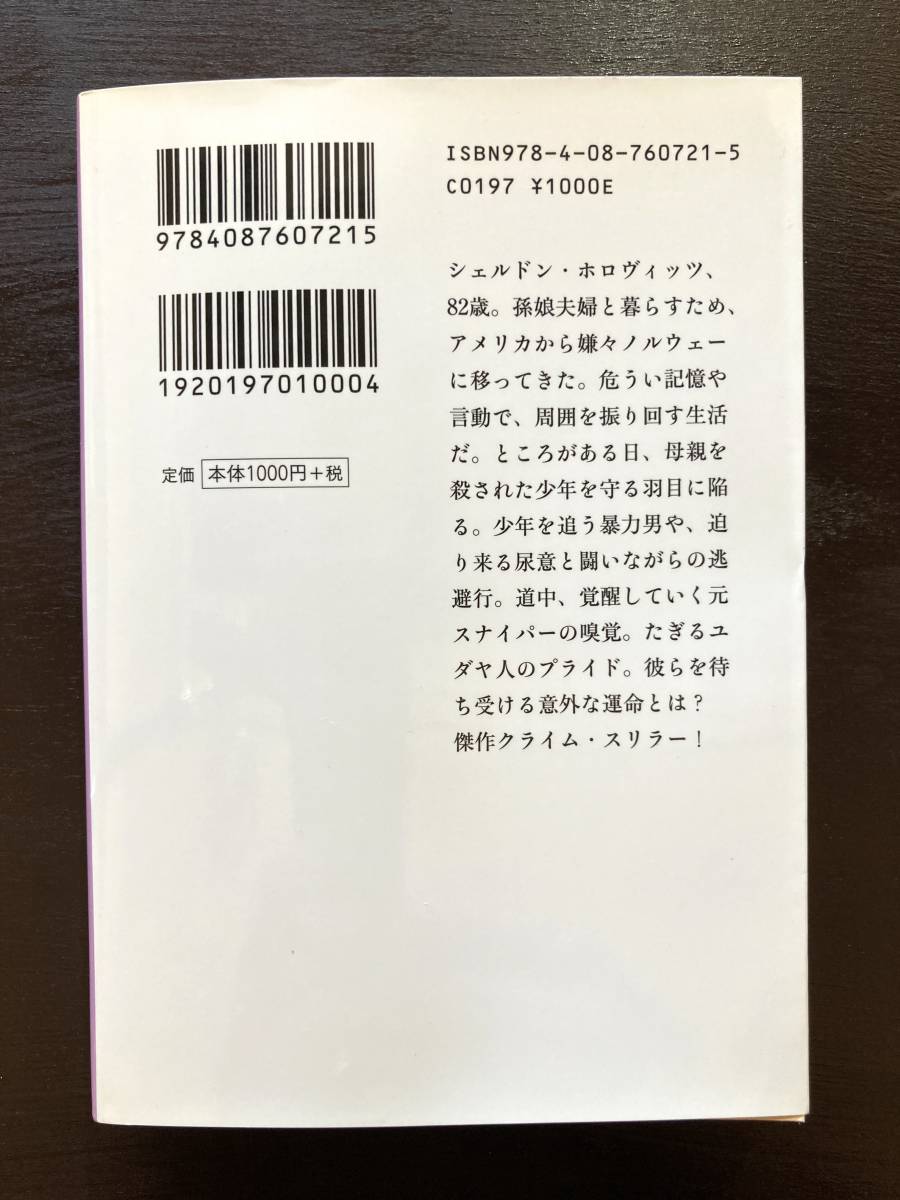 9784087607215
1920197010004
定価 本体1000円+税
ISBN978-4-08-760721-5
C0197 ¥1000E
シェルドン・ホロヴィッツ、
82歳。孫娘夫婦と暮らすため、
アメリカから嫌々ノルウェー
に移ってきた。危うい記憶や
言動で、周囲を振り回す生活
だ。ところがある日、母親を
殺された少年を守る羽目に陥
る。少年を追う暴力男や、迫
り来る尿意と闘いながらの逃
避行。道中、覚醒していく元
スナイパーの嗅覚。たぎるユ
ダヤ人のプライド。彼らを待
ち受ける意外な運命とは?
傑作クライム・スリラー!